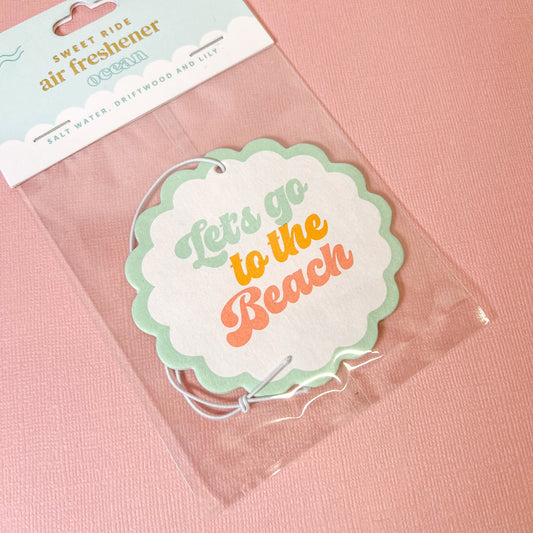 SWEET RIDE
air freshener
ocean
SALT WATER, DRIFTWOOD AND LILY
Let's go
to the
Beach